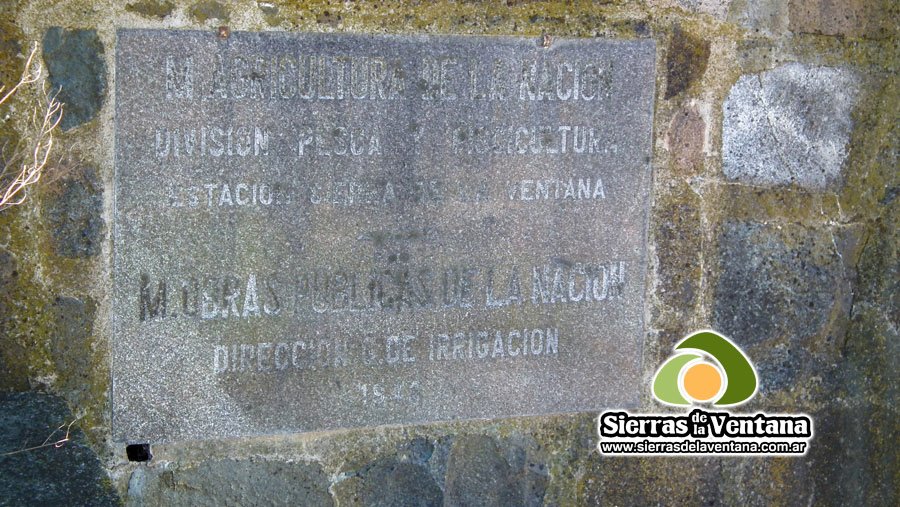 M. AGRICULTURA DE LA NACION
DIVISION PESCA Y PISCICULTURA
ESTACION SIERRA DE LA VENTANA
M. OBRAS PUBLICAS DE LA NACION
DIRECCION G. DE IRRIGACION
Sierras de la Ventana
www.sierrasdelaventana.com.ar